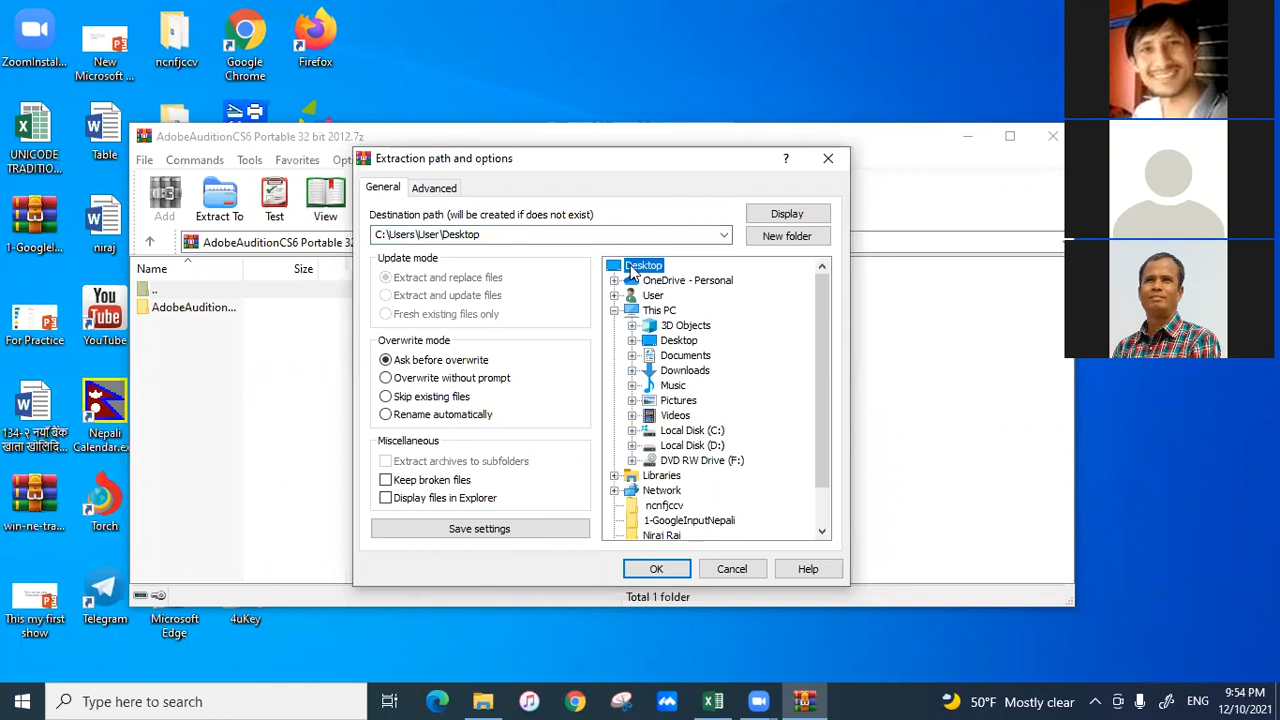 Zoominstal...
New
Microsoft ...
ncnfjccv
Google
Chrome
Firefox
UNICODE
TRADITIO...
Table
1-Googlel...
niraj
For Practice
YouTube
134-२ नयाँ बैंक
खाता खोलिदि...
Nepali
Calendar.ex
win-ne-tra...
Torch
This my first
show
Telegram
Microsoft
Edge
4uKey
AdobeAuditionCS6 Portable 32 bit 2012.7z
File
Commands
Tools
Favorites
Opt
Add
Extract To
Test
View
AdobeAuditionCS6 Portable 32
Name
Size
..
AdobeAudition...
Total 1 folder
Extraction path and options
?
General
Advanced
Destination path (will be created if does not exist)
Display
C:\Users\User\Desktop
New folder
Update mode
Extract and replace files
Extract and update files
Fresh existing files only
Overwrite mode
Ask before overwrite
Overwrite without prompt
Skip existing files
Rename automatically
Miscellaneous
Extract archives to subfolders
Keep broken files
Display files in Explorer
Save settings
Desktop
OneDrive - Personal
User
This PC
3D Objects
Desktop
Documents
Downloads
Music
Pictures
Videos
Local Disk (C:)
Local Disk (D:)
DVD RW Drive (F:)
Libraries
Network
ncnfjccv
1-GoogleInputNepali
Niraj Rai
OK
Cancel
Help
Type here to search
50°F Mostly clear
ENG
9:54 PM
12/10/2021